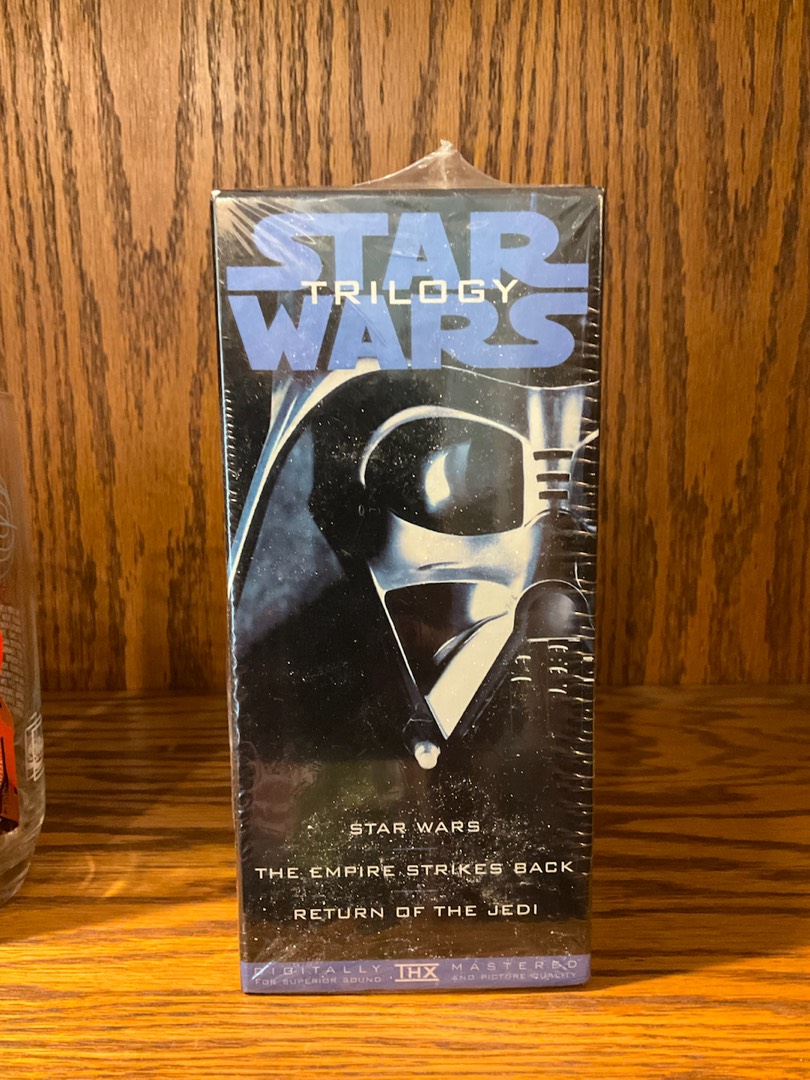 STAR
TRILOGY
WARS
STAR WARS
THE EMPIRE STRIKES BACK
RETURN OF THE JEDI
DIGITALLY THX MASTERED
FOR SUPERIOR SOUND AND PICTURE QUALITY